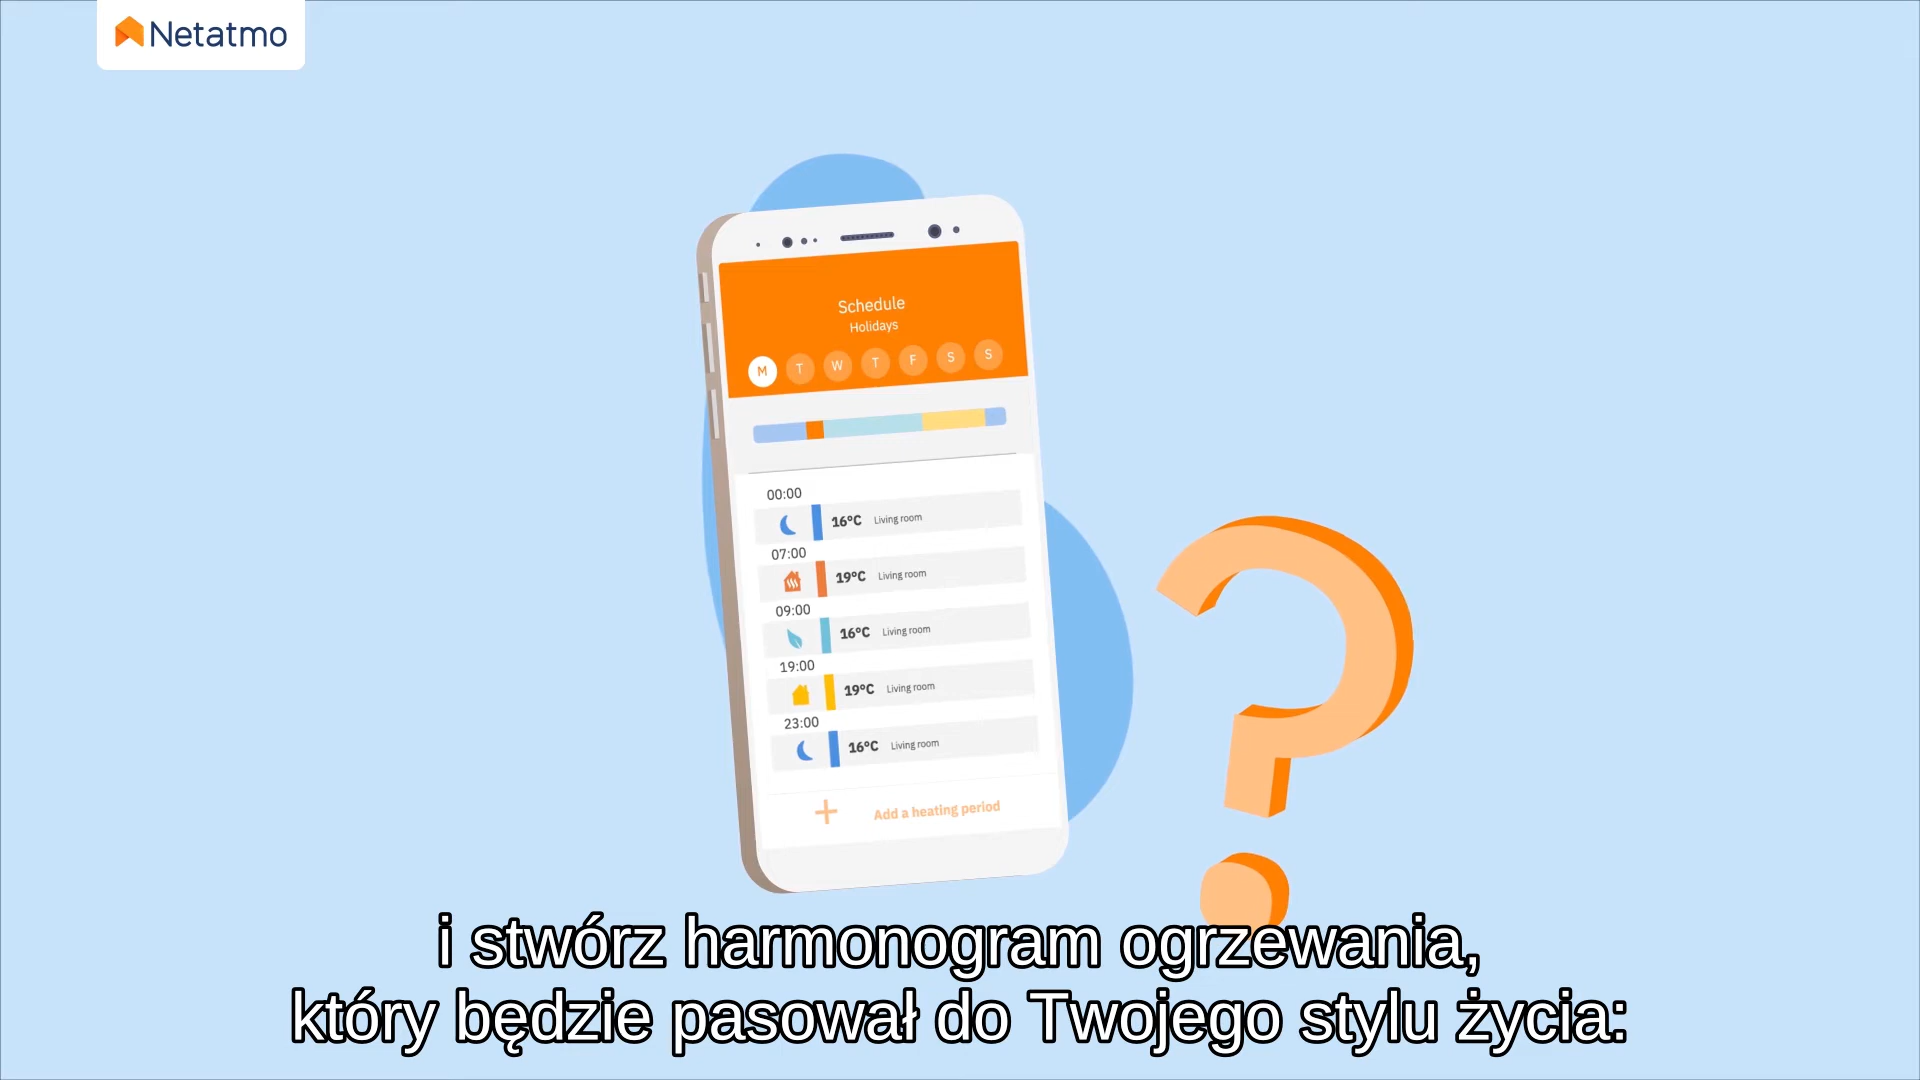 Netatmo
Schedule
Holidays
M T W T F S S
00:00
16°C Living room
07:00
19°C Living room
09:00
16°C Living room
19:00
19°C Living room
23:00
16°C Living room
+ Add a heating period
i stwórz harmonogram ogrzewania,
który będzie pasował do Twojego stylu życia: